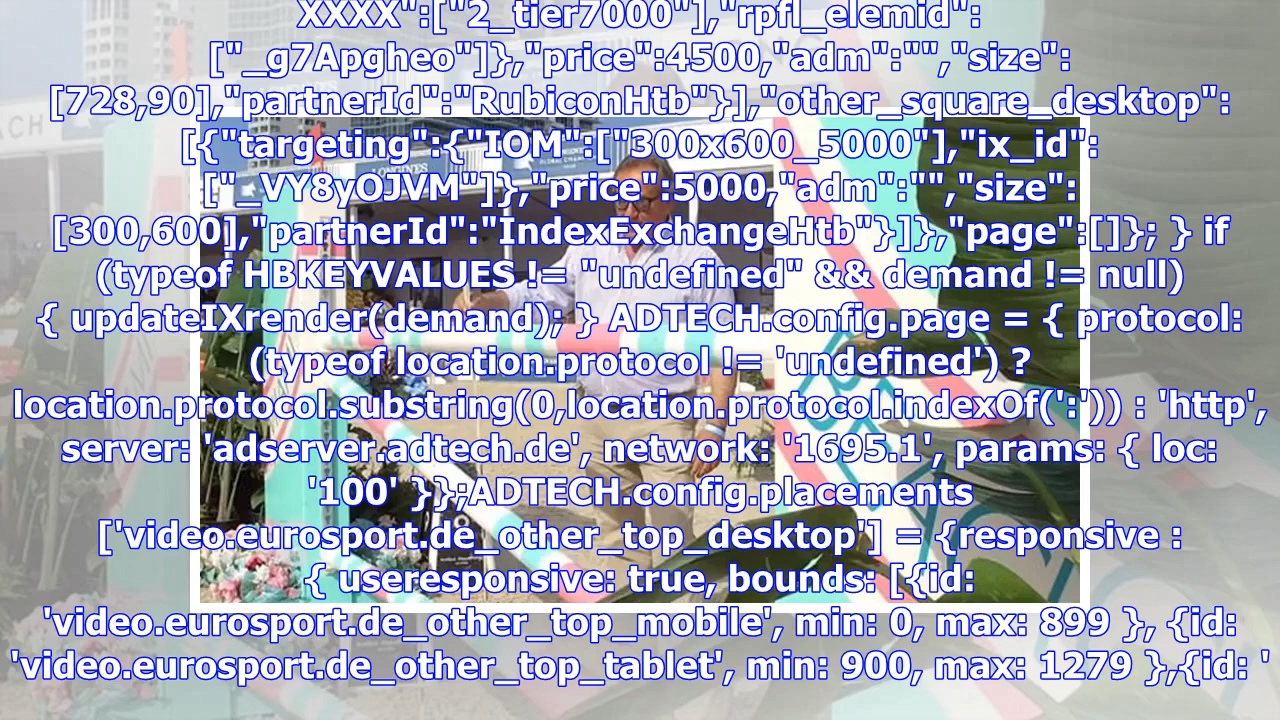 XXXX":["2_tier7000"],"rpfl_elemid":
["_g7Apgheo"]},"price":4500,"adm":"","size":
[728,90],"partnerId":"RubiconHtb"}],"other_square_desktop":
[{"targeting":{"IOM":["300x600_5000"],"ix_id":
["_VY8yOJVM"]},"price":5000,"adm":"","size":
[300,600],"partnerId":"IndexExchangeHtb"}]},"page":[]}; } if
(typeof HBKEYVALUES != "undefined" && demand != null)
{ updateIXrender(demand); } ADTECH.config.page = { protocol:
(typeof location.protocol != 'undefined') ?
location.protocol.substring(0,location.protocol.indexOf(':')) : 'http',
server: 'adserver.adtech.de', network: '1695.1', params: { loc:
'100' }};ADTECH.config.placements
['video.eurosport.de_other_top_desktop'] = {responsive :
{ useresponsive: true, bounds: [{id:
'video.eurosport.de_other_top_mobile', min: 0, max: 899 }, {id:
'video.eurosport.de_other_top_tablet', min: 900, max: 1279 },{id: '